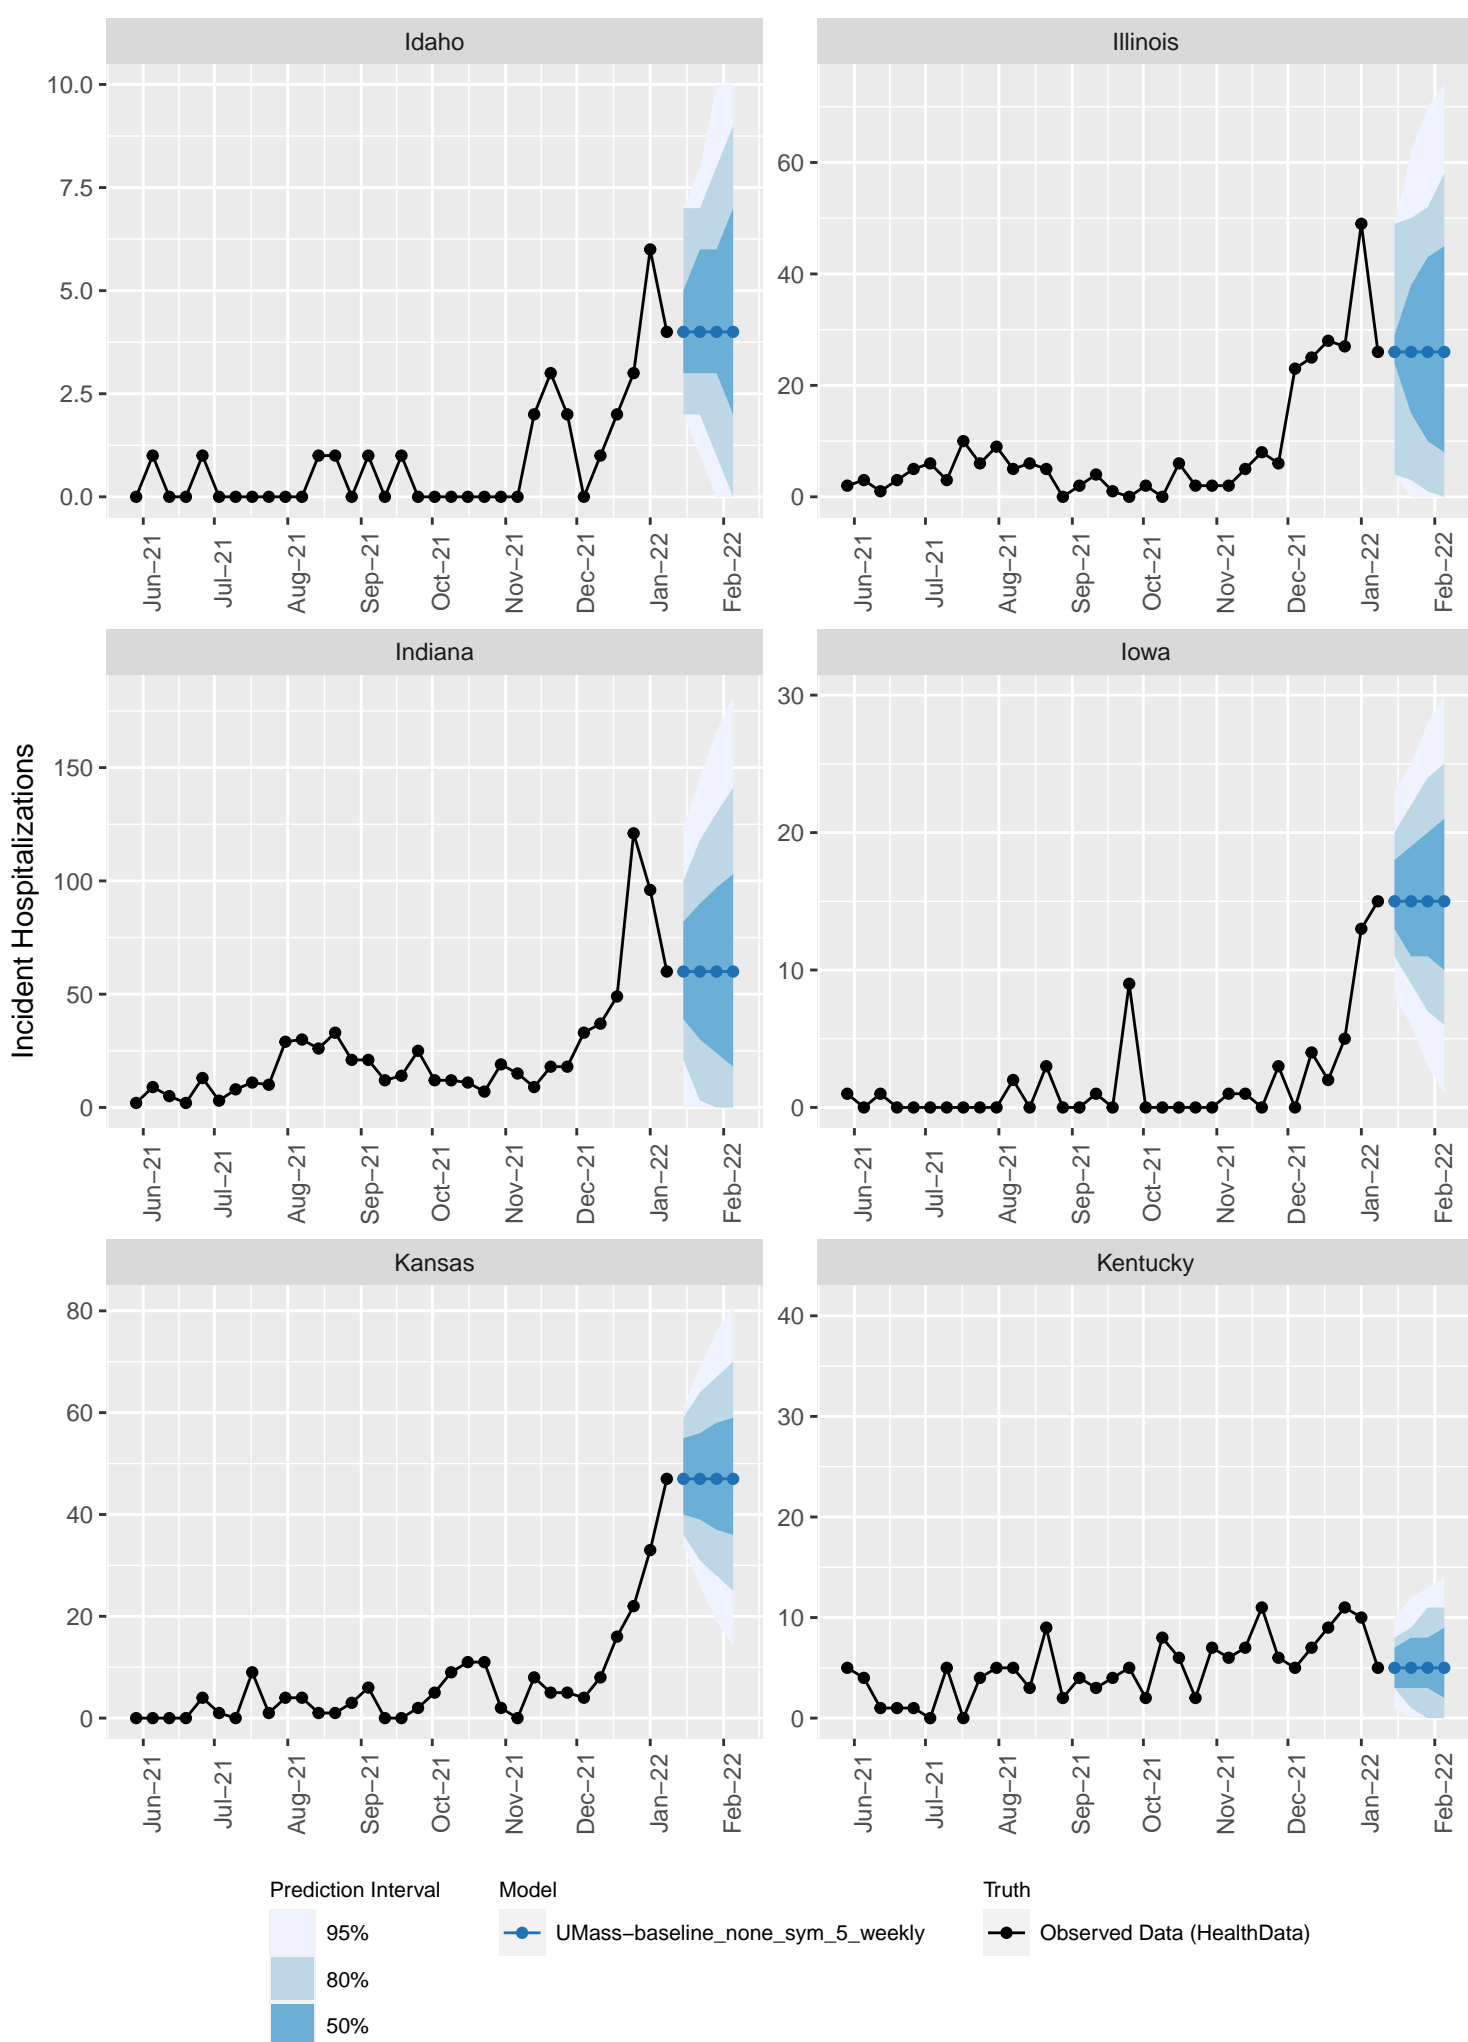 Idaho
Illinois
10.0
7.5
5.0
2.5
0.0
60
40
20
0
Jun−21
Jul−21
Aug−21
Sep−21
Oct−21
Nov−21
Dec−21
Jan−22
Feb−22
Jun−21
Jul−21
Aug−21
Sep−21
Oct−21
Nov−21
Dec−21
Jan−22
Feb−22
Indiana
Iowa
Incident Hospitalizations
150
100
50
0
30
20
10
0
Jun−21
Jul−21
Aug−21
Sep−21
Oct−21
Nov−21
Dec−21
Jan−22
Feb−22
Jun−21
Jul−21
Aug−21
Sep−21
Oct−21
Nov−21
Dec−21
Jan−22
Feb−22
Kansas
Kentucky
80
60
40
20
0
40
30
20
10
0
Jun−21
Jul−21
Aug−21
Sep−21
Oct−21
Nov−21
Dec−21
Jan−22
Feb−22
Jun−21
Jul−21
Aug−21
Sep−21
Oct−21
Nov−21
Dec−21
Jan−22
Feb−22
Prediction Interval
95%
80%
50%
Model
UMass−baseline_none_sym_5_weekly
Truth
Observed Data (HealthData)